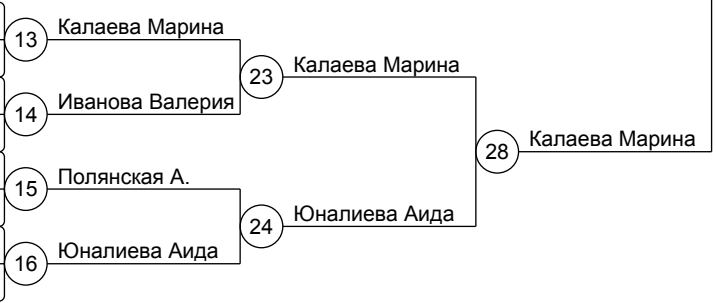 13 Калаева Марина
23 Калаева Марина
14 Иванова Валерия
28 Калаева Марина
15 Полянская А.
24 Юналиева Аида
16 Юналиева Аида